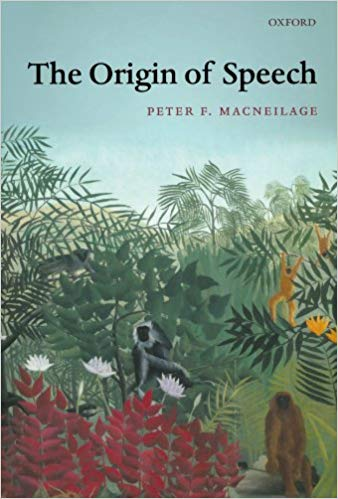 OXFORD
The Origin of Speech
PETER F. MACNEILAGE